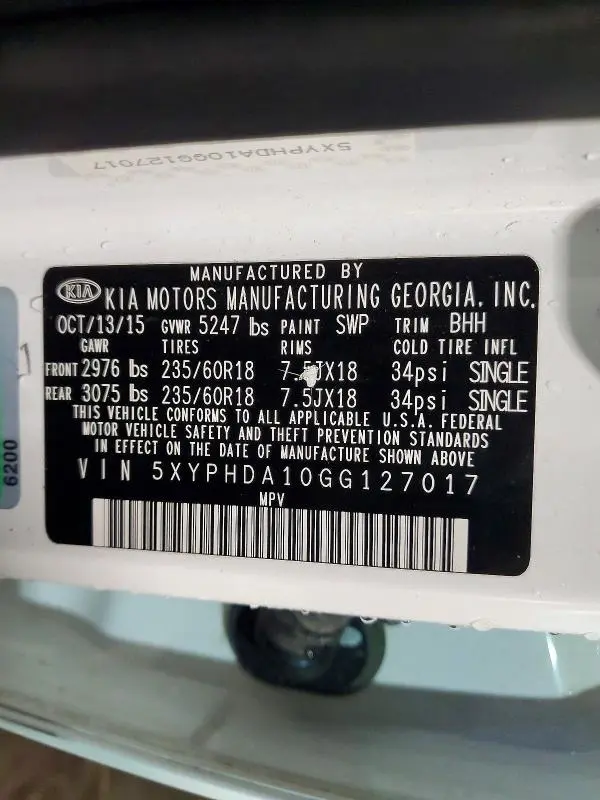 5XYPHDA10GG127017
MANUFACTURED BY
KIA KIA MOTORS MANUFACTURING GEORGIA, INC.
OCT/13/15 GVWR 5247 lbs PAINT SWP TRIM BHH
GAWR TIRES RIMS COLD TIRE INFL
FRONT 2976 lbs 235/60R18 7.5JX18 34psi SINGLE
REAR 3075 lbs 235/60R18 7.5JX18 34psi SINGLE
THIS VEHICLE CONFORMS TO ALL APPLICABLE U.S.A. FEDERAL
MOTOR VEHICLE SAFETY AND THEFT PREVENTION STANDARDS
IN EFFECT ON THE DATE OF MANUFACTURE SHOWN ABOVE
VIN 5XYPHDA10GG127017
MPV
6200